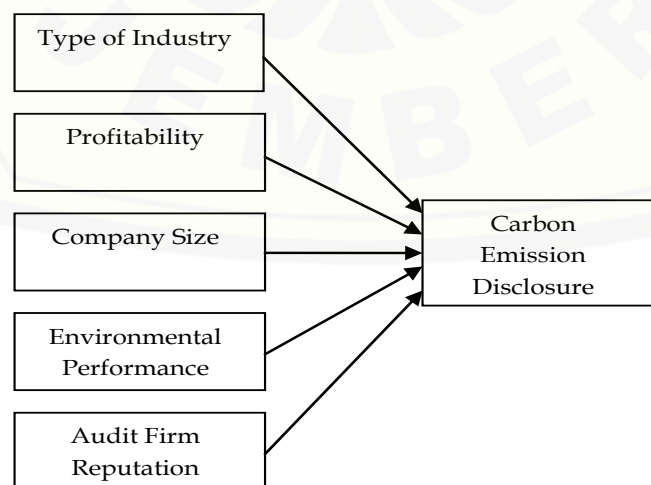 Type of Industry
Profitability
Company Size
Environmental
Performance
Audit Firm
Reputation
Carbon
Emission
Disclosure